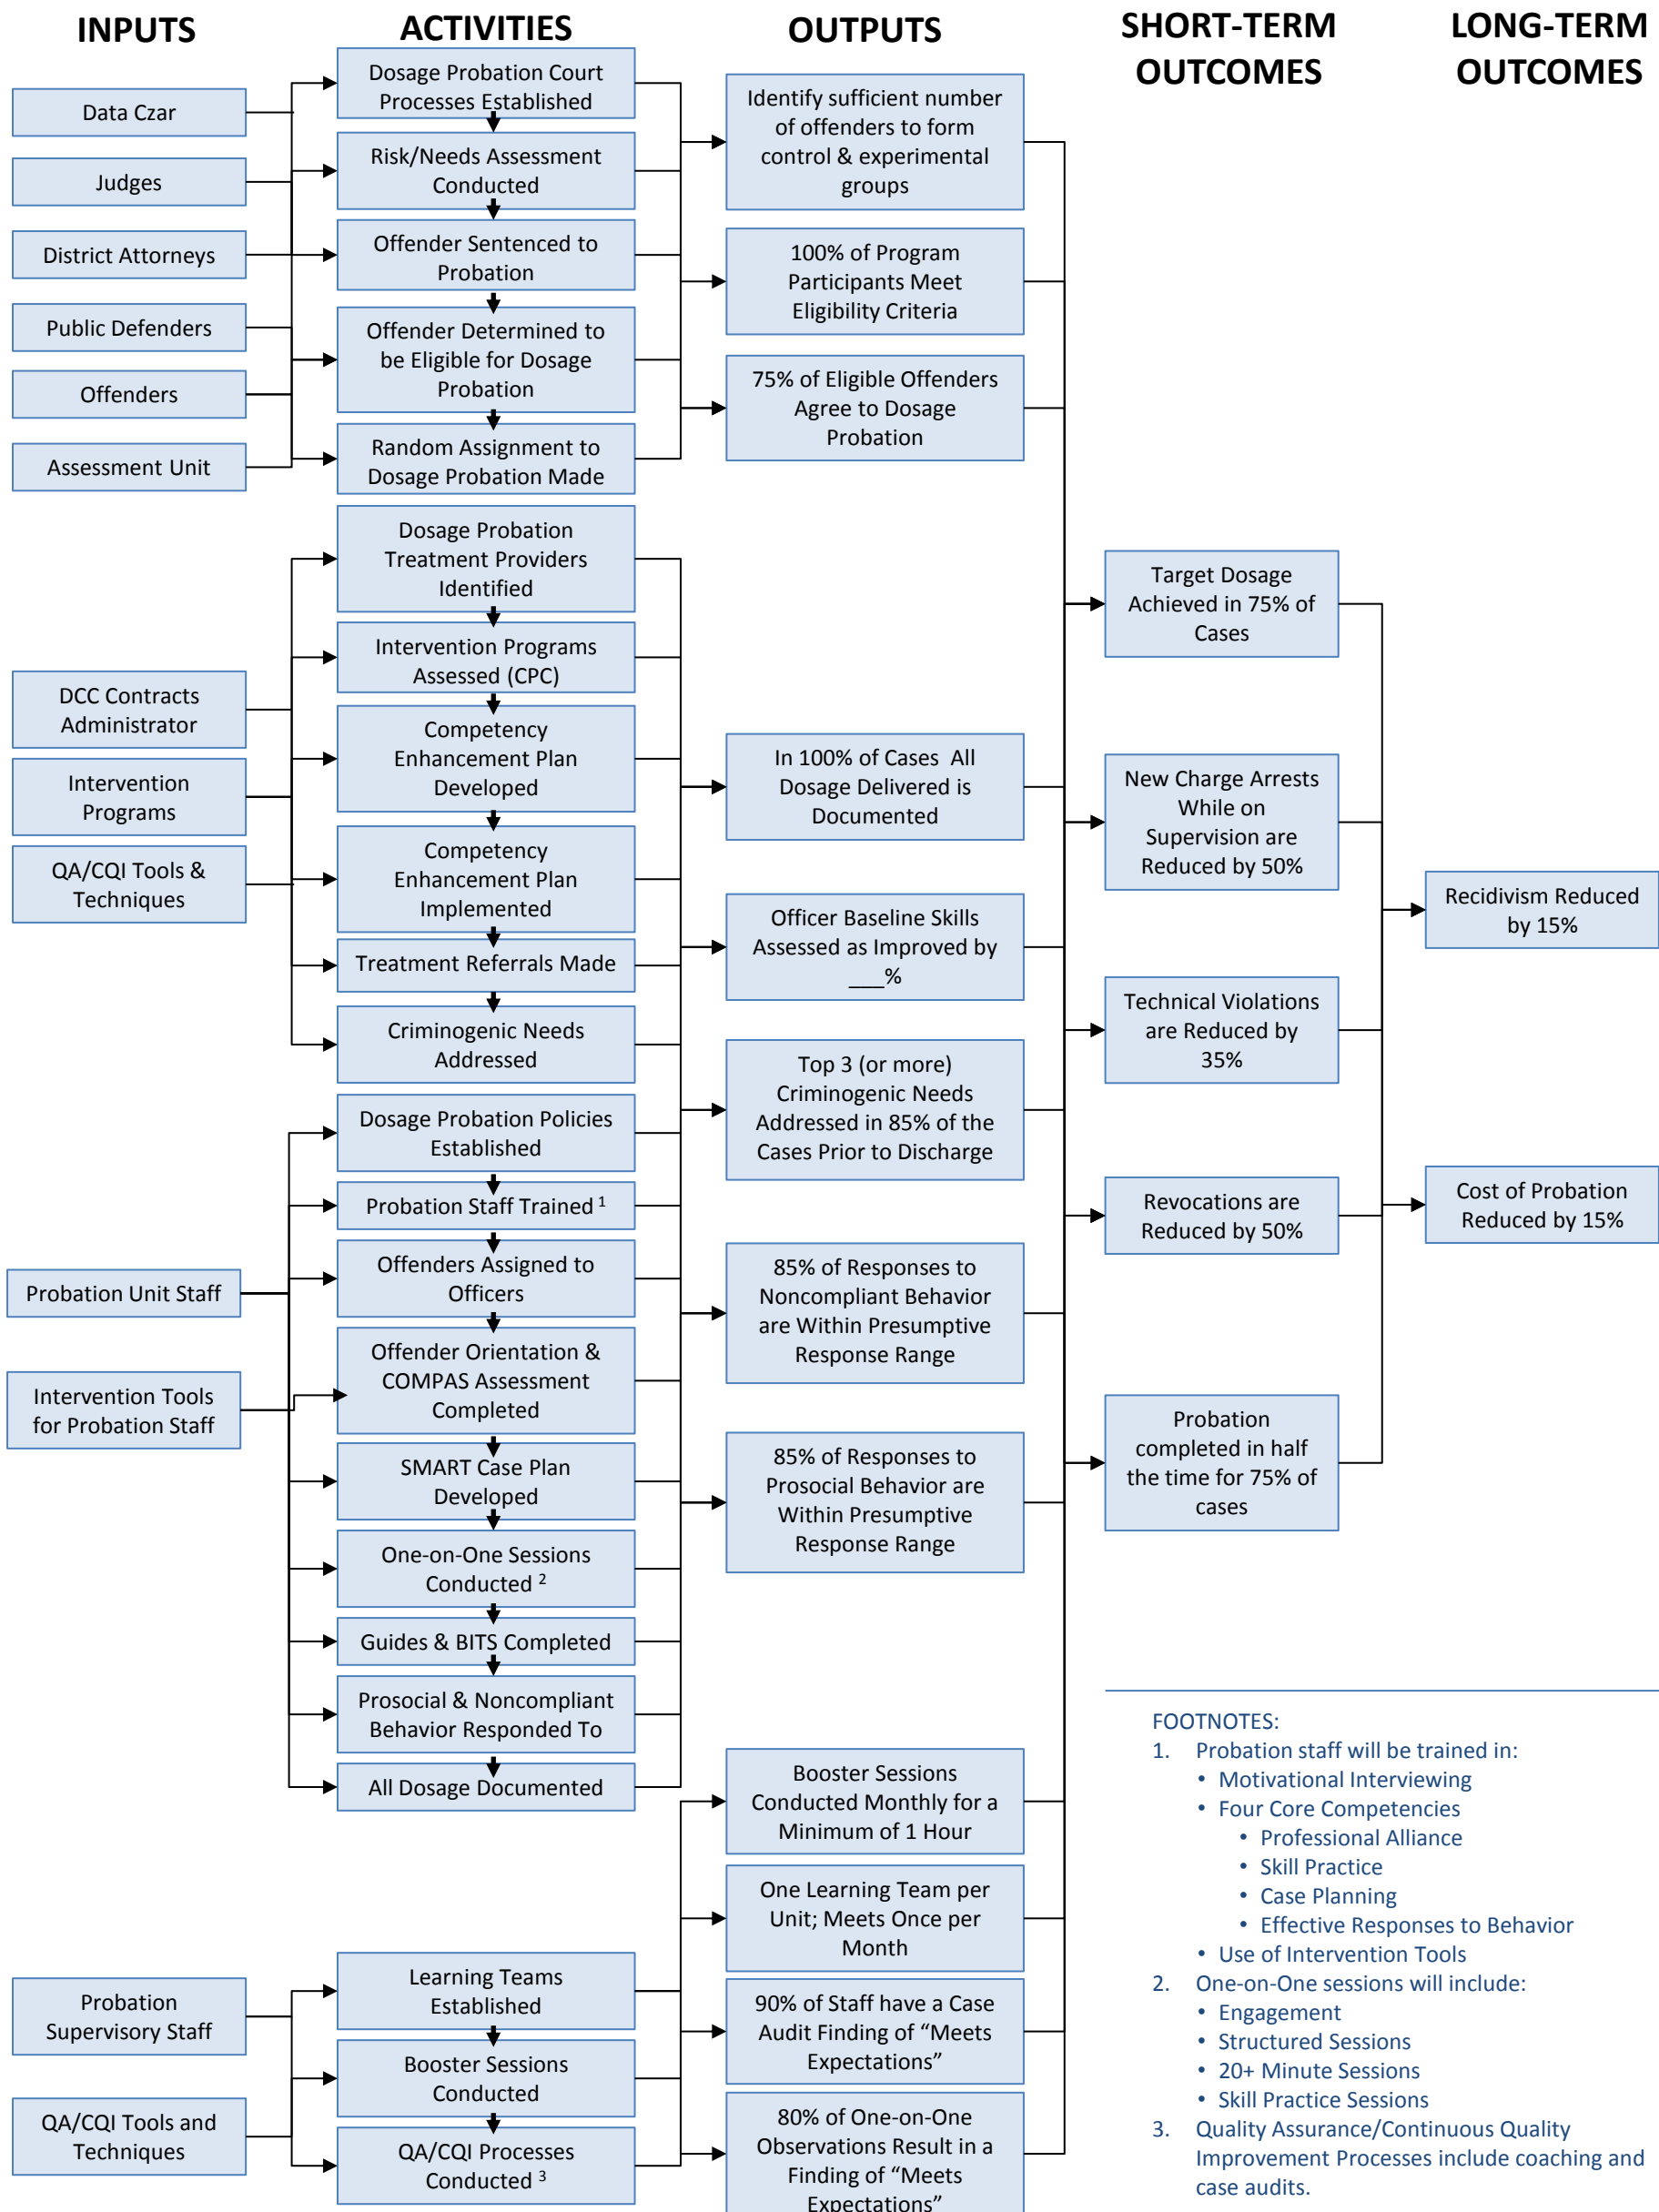 INPUTS
ACTIVITIES
OUTPUTS
SHORT-TERM
OUTCOMES
LONG-TERM
OUTCOMES
Data Czar
Judges
District Attorneys
Public Defenders
Offenders
Assessment Unit
DCC Contracts
Administrator
Intervention
Programs
QA/CQI Tools &
Techniques
Probation Unit Staff
Intervention Tools
for Probation Staff
Probation
Supervisory Staff
QA/CQI Tools and
Techniques
Dosage Probation Court
Processes Established
Risk/Needs Assessment
Conducted
Offender Sentenced to
Probation
Offender Determined to
be Eligible for Dosage
Probation
Random Assignment to
Dosage Probation Made
Dosage Probation
Treatment Providers
Identified
Intervention Programs
Assessed (CPC)
Competency
Enhancement Plan
Developed
Competency
Enhancement Plan
Implemented
Treatment Referrals Made
Criminogenic Needs
Addressed
Dosage Probation Policies
Established
Probation Staff Trained 1
Offenders Assigned to
Officers
Offender Orientation &
COMPAS Assessment
Completed
SMART Case Plan
Developed
One-on-One Sessions
Conducted 2
Guides & BITS Completed
Prosocial & Noncompliant
Behavior Responded To
All Dosage Documented
Learning Teams
Established
Booster Sessions
Conducted
QA/CQI Processes
Conducted 3
Identify sufficient number
of offenders to form
control & experimental
groups
100% of Program
Participants Meet
Eligibility Criteria
75% of Eligible Offenders
Agree to Dosage
Probation
In 100% of Cases All
Dosage Delivered is
Documented
Officer Baseline Skills
Assessed as Improved by
___%
Top 3 (or more)
Criminogenic Needs
Addressed in 85% of the
Cases Prior to Discharge
85% of Responses to
Noncompliant Behavior
are Within Presumptive
Response Range
85% of Responses to
Prosocial Behavior are
Within Presumptive
Response Range
Booster Sessions
Conducted Monthly for a
Minimum of 1 Hour
One Learning Team per
Unit; Meets Once per
Month
90% of Staff have a Case
Audit Finding of “Meets
Expectations”
80% of One-on-One
Observations Result in a
Finding of “Meets
Expectations”
Target Dosage
Achieved in 75% of
Cases
New Charge Arrests
While on
Supervision are
Reduced by 50%
Technical Violations
are Reduced by
35%
Revocations are
Reduced by 50%
Probation
completed in half
the time for 75% of
cases
Recidivism Reduced
by 15%
Cost of Probation
Reduced by 15%
FOOTNOTES:
1. Probation staff will be trained in:
• Motivational Interviewing
• Four Core Competencies
• Professional Alliance
• Skill Practice
• Case Planning
• Effective Responses to Behavior
• Use of Intervention Tools
2. One-on-One sessions will include:
• Engagement
• Structured Sessions
• 20+ Minute Sessions
• Skill Practice Sessions
3. Quality Assurance/Continuous Quality
Improvement Processes include coaching and
case audits.